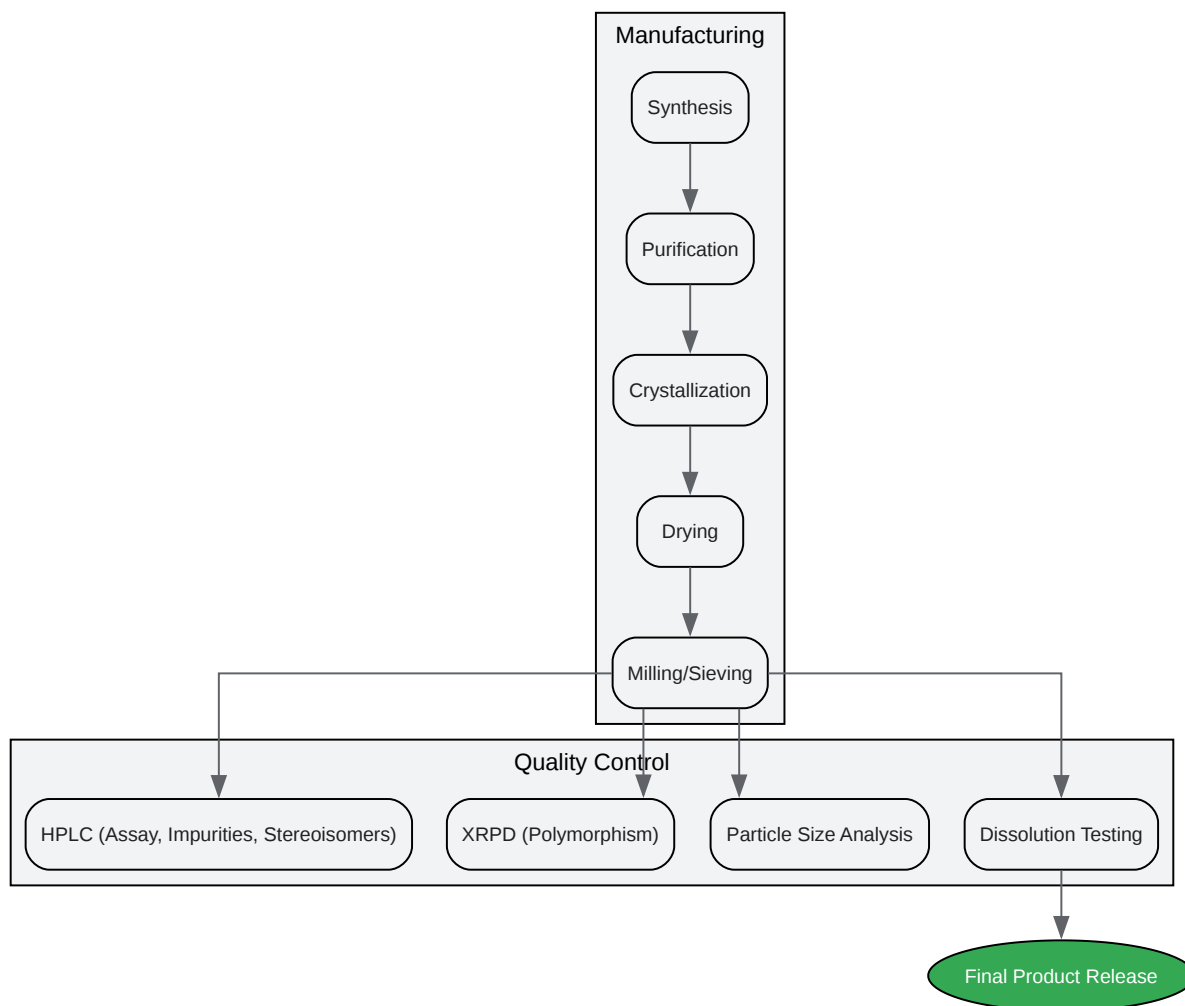 Manufacturing
Synthesis
Purification
Crystallization
Drying
Milling/Sieving
Quality Control
HPLC (Assay, Impurities, Stereoisomers)
XRPD (Polymorphism)
Particle Size Analysis
Dissolution Testing
Final Product Release